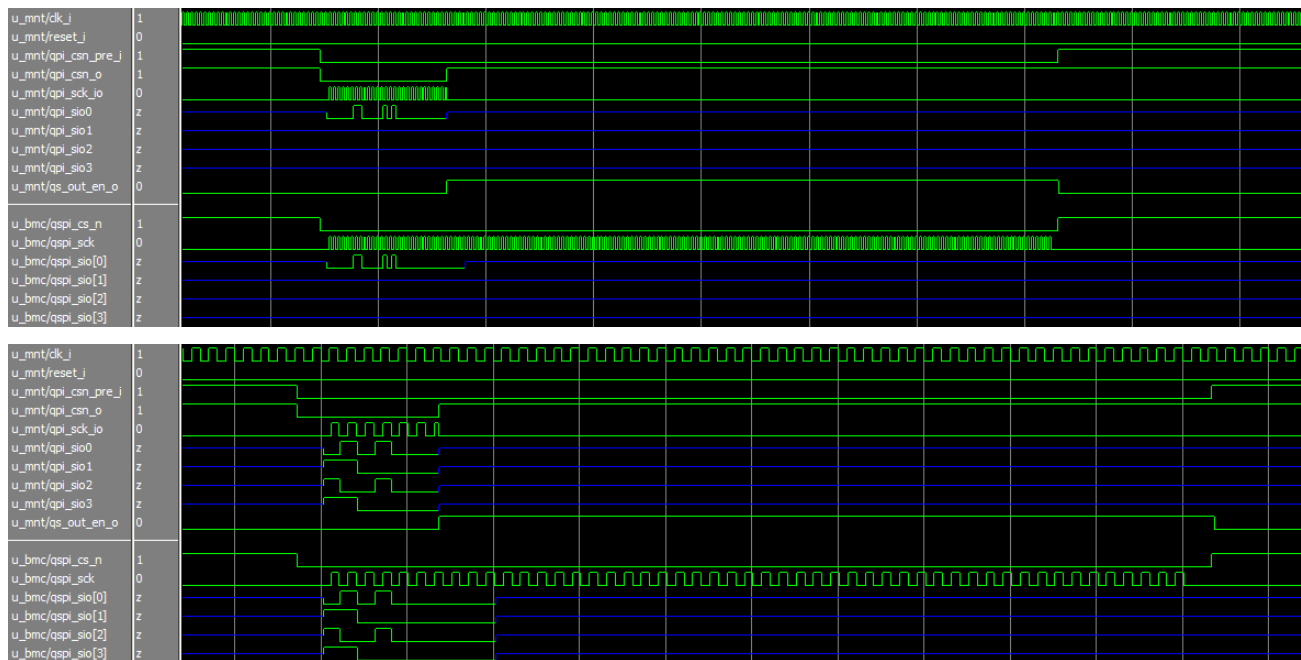 u_mnt/clk_i 1
u_mnt/reset_i 0
u_mnt/qpi_csn_pre_i 1
u_mnt/qpi_csn_o 1
u_mnt/qpi_sck_io 0
u_mnt/qpi_sio0 z
u_mnt/qpi_sio1 z
u_mnt/qpi_sio2 z
u_mnt/qpi_sio3 z
u_mnt/qs_out_en_o 0
u_bmc/qspi_cs_n 1
u_bmc/qspi_sck 0
u_bmc/qspi_sio[0] z
u_bmc/qspi_sio[1] z
u_bmc/qspi_sio[2] z
u_bmc/qspi_sio[3] z
u_mnt/clk_i 1
u_mnt/reset_i 0
u_mnt/qpi_csn_pre_i 1
u_mnt/qpi_csn_o 1
u_mnt/qpi_sck_io 0
u_mnt/qpi_sio0 z
u_mnt/qpi_sio1 z
u_mnt/qpi_sio2 z
u_mnt/qpi_sio3 z
u_mnt/qs_out_en_o 0
u_bmc/qspi_cs_n 1
u_bmc/qspi_sck 0
u_bmc/qspi_sio[0] z
u_bmc/qspi_sio[1] z
u_bmc/qspi_sio[2] z
u_bmc/qspi_sio[3] z